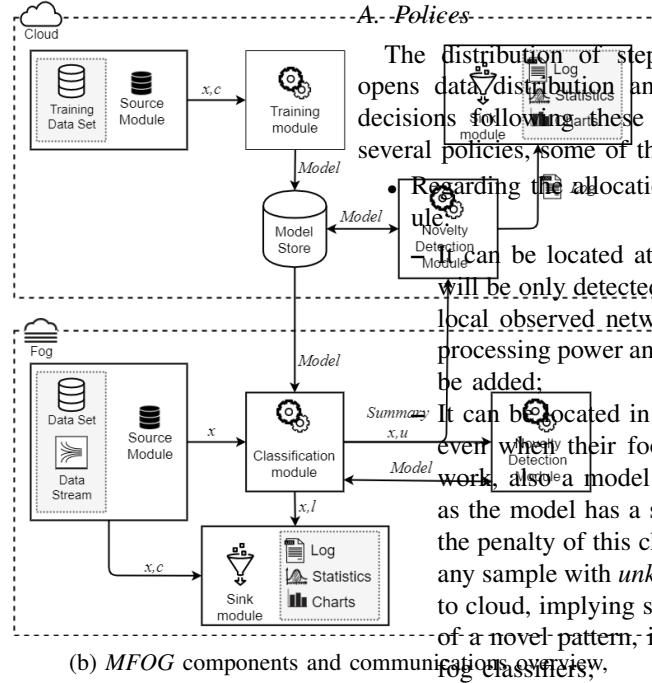 Cloud
A. Polices
Training
Data Set
Source
Module
x,c
Training
module
Sink
module
Log
Statistics
Charts
The distribution of step
opens data distribution an
decisions following these
several policies, some of th
Model
Model
Store
Model
Novelty
Detection
Module
Log
• Regarding the allocatio
ule:
– It can be located at
will be only detected
local observed netw
processing power an
be added;
– It can be located in
even when their foc
work, also a model
as the model has a s
the penalty of this cl
any sample with unk
to cloud, implying s
of a novel pattern, i
fog classifiers;
Fog
Model
Data Set
Data
Stream
Source
Module
x
Classification
module
Summary
x,u
Model
Novelty
Detection
Module
x,l
x,c
Sink
module
Log
Statistics
Charts
(b) MFOG components and communications overview,